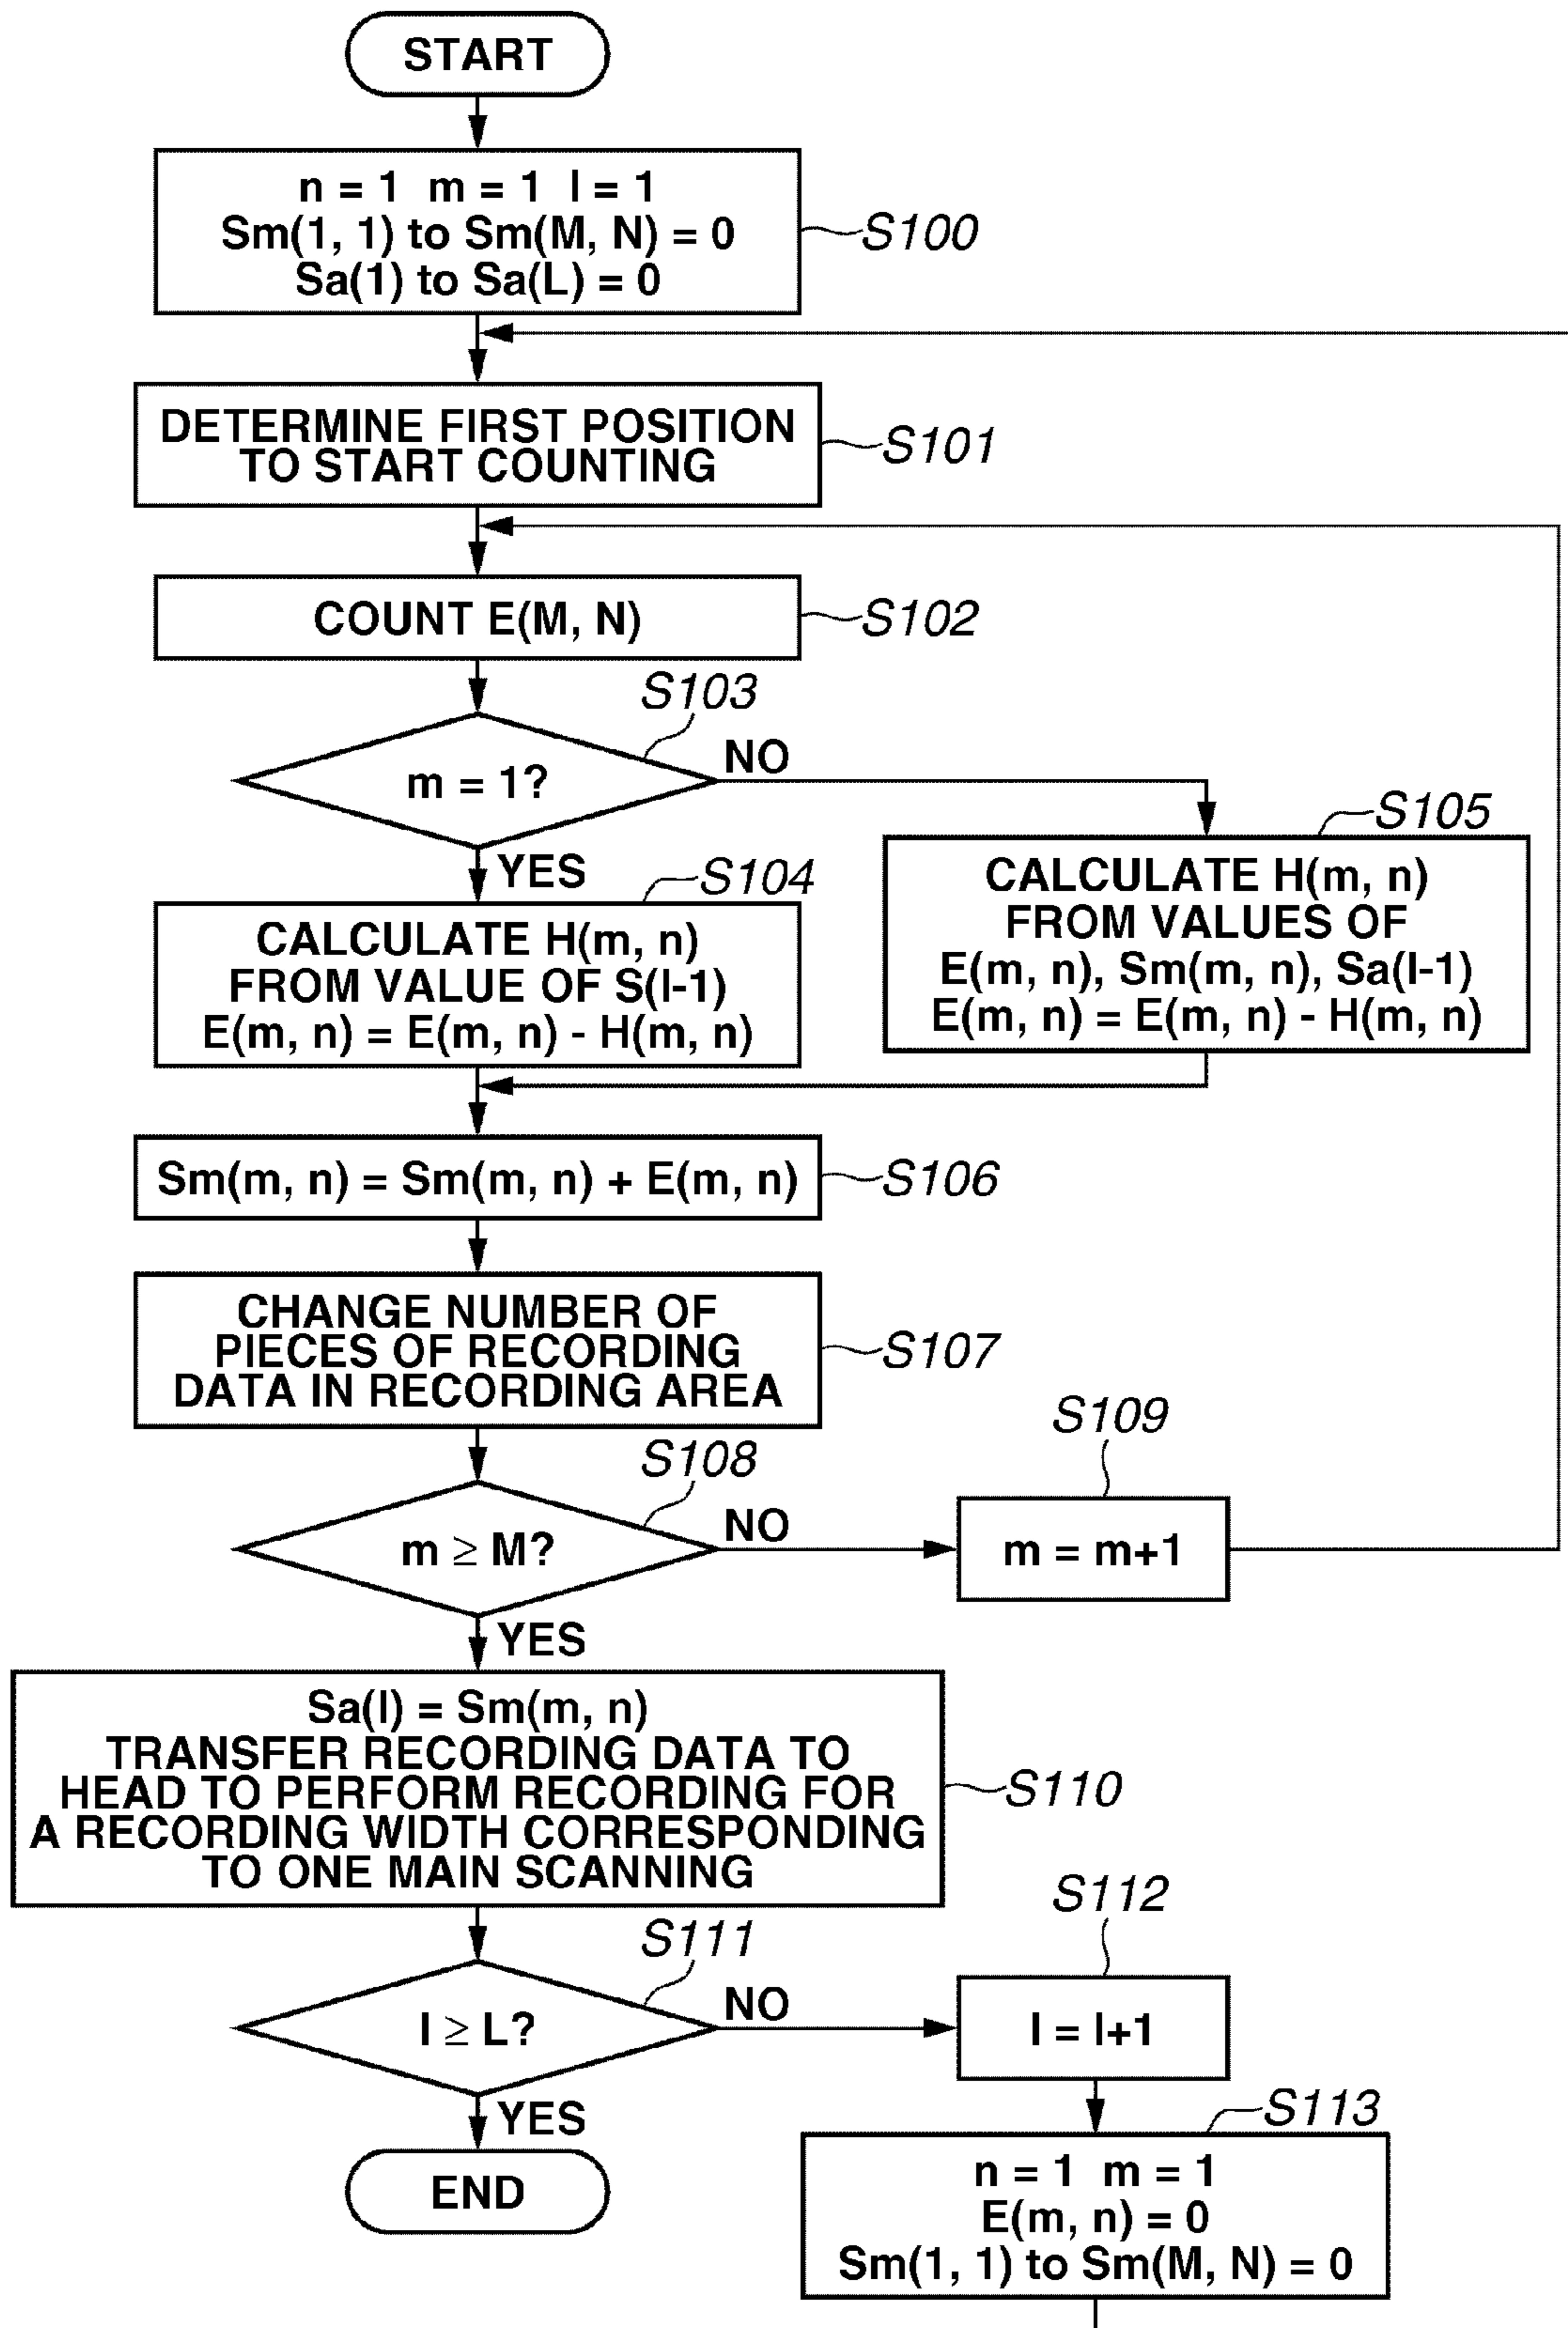 START
n = 1 m = 1 l = 1
Sm(1, 1) to Sm(M, N) = 0
Sa(1) to Sa(L) = 0
S100
DETERMINE FIRST POSITION
TO START COUNTING
S101
COUNT E(M, N)
S102
S103
m = 1?
NO
YES
S104
CALCULATE H(m, n)
FROM VALUE OF S(l-1)
E(m, n) = E(m, n) - H(m, n)
S105
CALCULATE H(m, n)
FROM VALUES OF
E(m, n), Sm(m, n), Sa(l-1)
E(m, n) = E(m, n) - H(m, n)
Sm(m, n) = Sm(m, n) + E(m, n)
S106
CHANGE NUMBER OF
PIECES OF RECORDING
DATA IN RECORDING AREA
S107
S108
m ≥ M?
NO
S109
m = m+1
YES
Sa(l) = Sm(m, n)
TRANSFER RECORDING DATA TO
HEAD TO PERFORM RECORDING FOR
A RECORDING WIDTH CORRESPONDING
TO ONE MAIN SCANNING
S110
S111
l ≥ L?
NO
S112
l = l+1
YES
END
S113
n = 1 m = 1
E(m, n) = 0
Sm(1, 1) to Sm(M, N) = 0